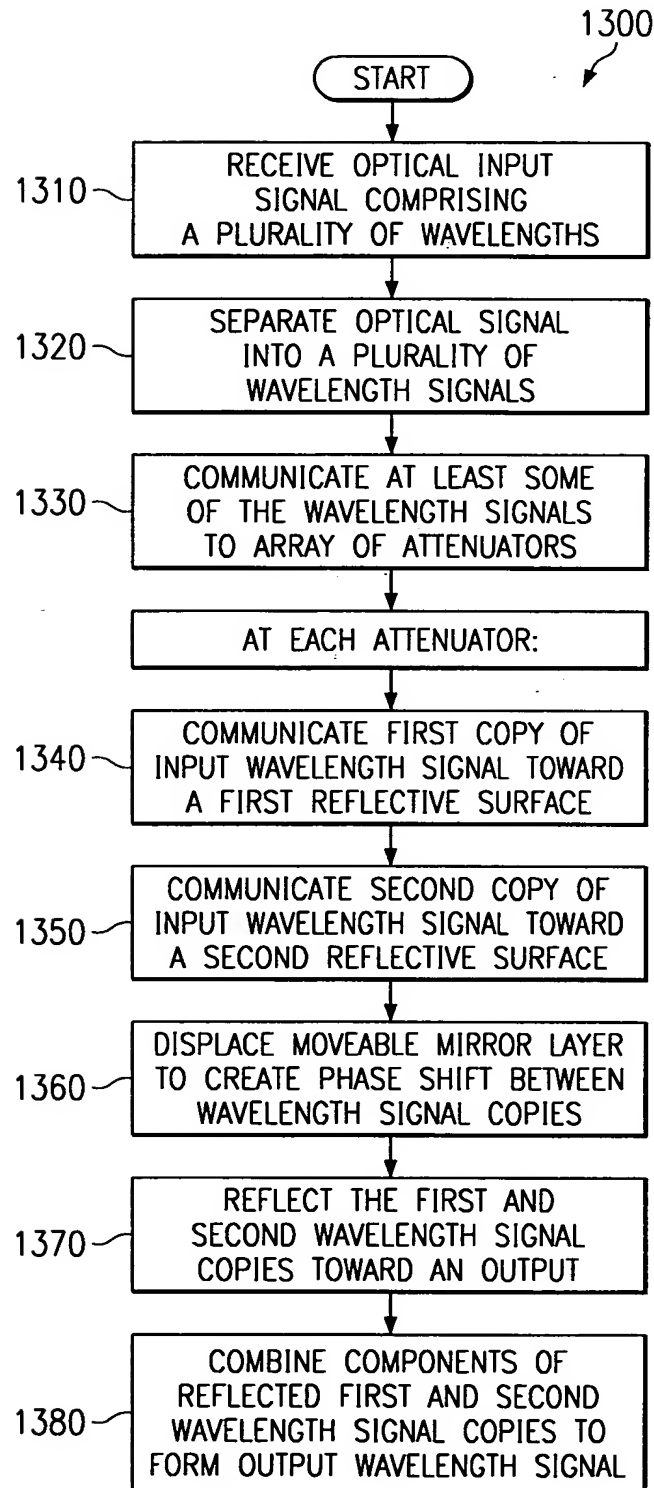 1300
START
1310
RECEIVE OPTICAL INPUT
SIGNAL COMPRISING
A PLURALITY OF WAVELENGTHS
1320
SEPARATE OPTICAL SIGNAL
INTO A PLURALITY OF
WAVELENGTH SIGNALS
1330
COMMUNICATE AT LEAST SOME
OF THE WAVELENGTH SIGNALS
TO ARRAY OF ATTENUATORS
AT EACH ATTENUATOR:
1340
COMMUNICATE FIRST COPY OF
INPUT WAVELENGTH SIGNAL TOWARD
A FIRST REFLECTIVE SURFACE
1350
COMMUNICATE SECOND COPY OF
INPUT WAVELENGTH SIGNAL TOWARD
A SECOND REFLECTIVE SURFACE
1360
DISPLACE MOVEABLE MIRROR LAYER
TO CREATE PHASE SHIFT BETWEEN
WAVELENGTH SIGNAL COPIES
1370
REFLECT THE FIRST AND
SECOND WAVELENGTH SIGNAL
COPIES TOWARD AN OUTPUT
1380
COMBINE COMPONENTS OF
REFLECTED FIRST AND SECOND
WAVELENGTH SIGNAL COPIES TO
FORM OUTPUT WAVELENGTH SIGNAL